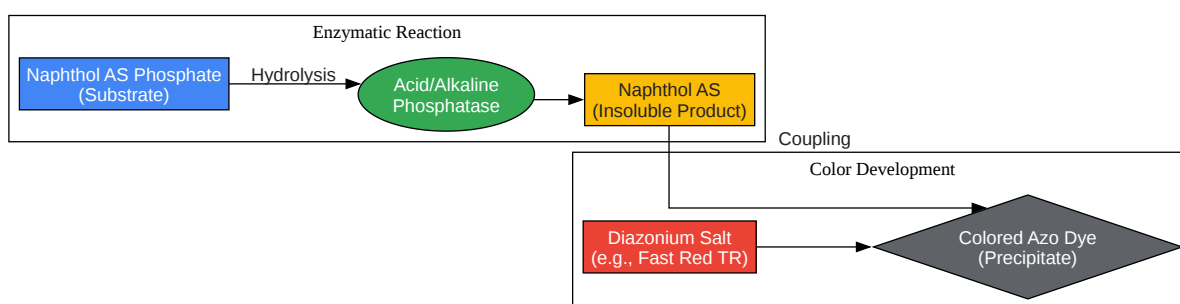 Enzymatic Reaction
Naphthol AS Phosphate
(Substrate)
Hydrolysis
Acid/Alkaline
Phosphatase
Naphthol AS
(Insoluble Product)
Coupling
Color Development
Diazonium Salt
(e.g., Fast Red TR)
Colored Azo Dye
(Precipitate)